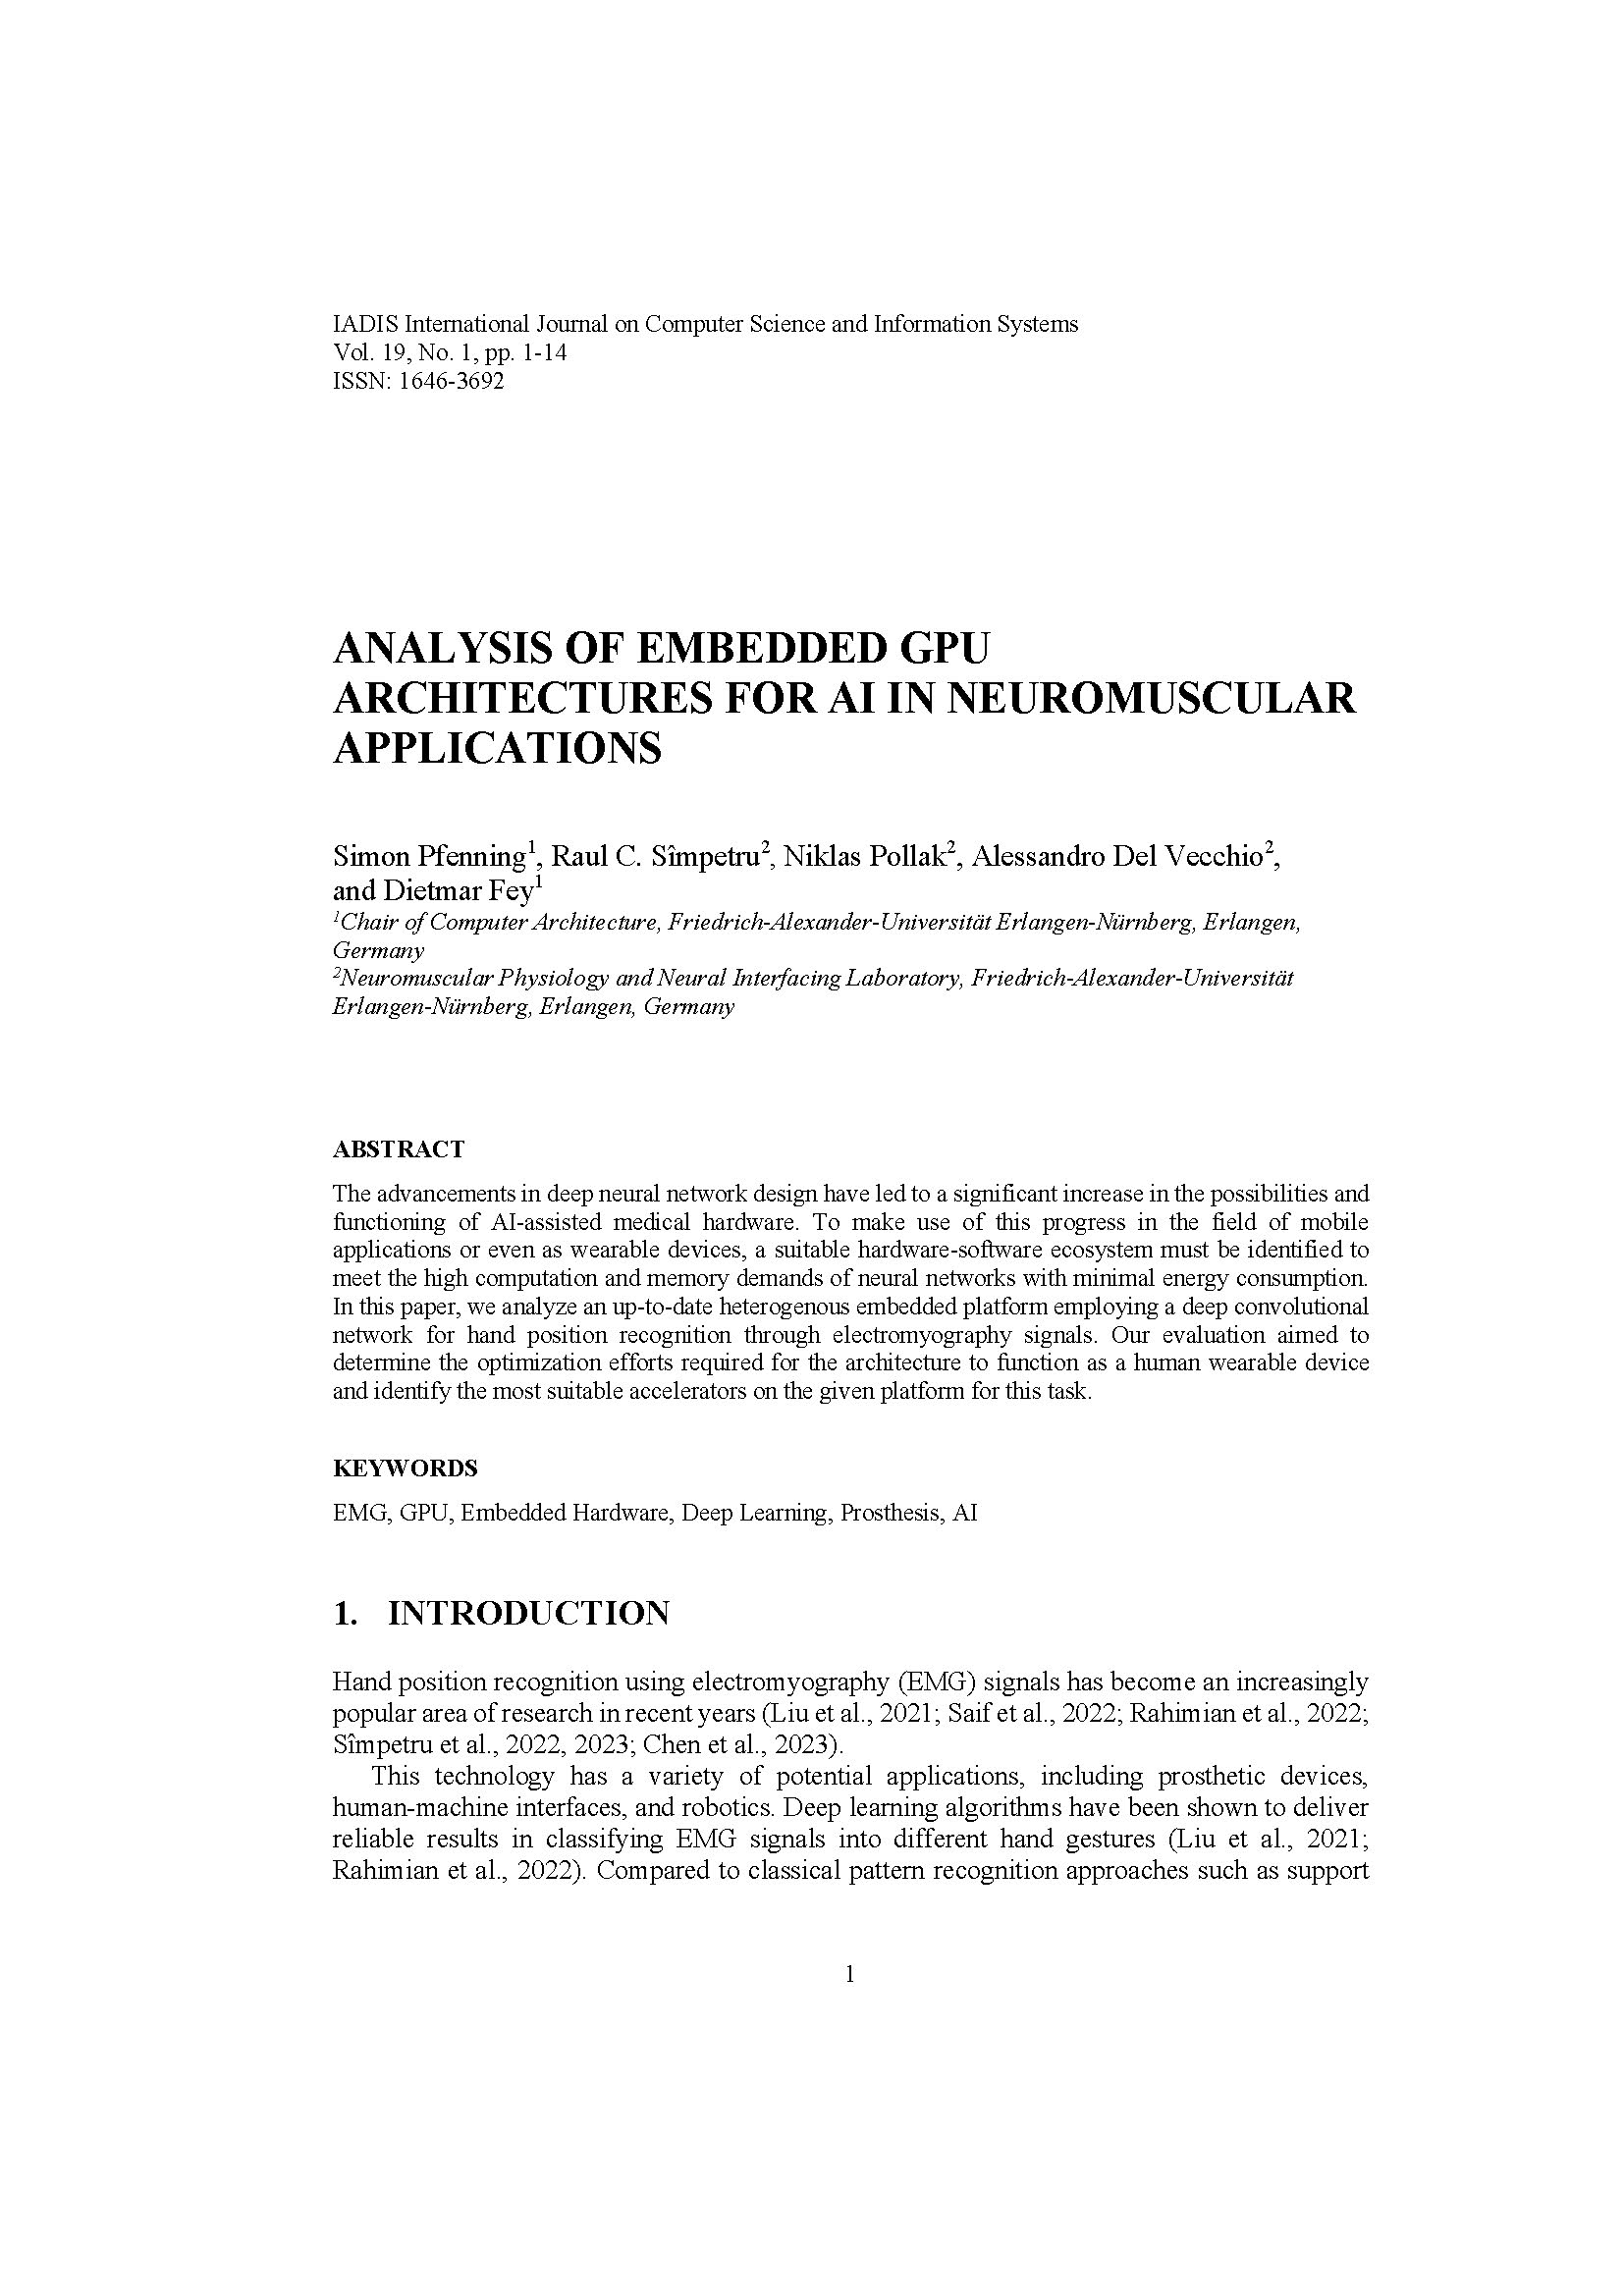 IADIS International Journal on Computer Science and Information Systems
Vol. 19, No. 1, pp. 1-14
ISSN: 1646-3692
ANALYSIS OF EMBEDDED GPU
ARCHITECTURES FOR AI IN NEUROMUSCULAR
APPLICATIONS
Simon Pfenning¹, Raul C. Sîmpetru², Niklas Pollak², Alessandro Del Vecchio²,
and Dietmar Fey¹
¹Chair of Computer Architecture, Friedrich-Alexander-Universität Erlangen-Nürnberg, Erlangen,
Germany
²Neuromuscular Physiology and Neural Interfacing Laboratory, Friedrich-Alexander-Universität
Erlangen-Nürnberg, Erlangen, Germany
ABSTRACT
The advancements in deep neural network design have led to a significant increase in the possibilities and
functioning of AI-assisted medical hardware. To make use of this progress in the field of mobile
applications or even as wearable devices, a suitable hardware-software ecosystem must be identified to
meet the high computation and memory demands of neural networks with minimal energy consumption.
In this paper, we analyze an up-to-date heterogenous embedded platform employing a deep convolutional
network for hand position recognition through electromyography signals. Our evaluation aimed to
determine the optimization efforts required for the architecture to function as a human wearable device
and identify the most suitable accelerators on the given platform for this task.
KEYWORDS
EMG, GPU, Embedded Hardware, Deep Learning, Prosthesis, AI
1. INTRODUCTION
Hand position recognition using electromyography (EMG) signals has become an increasingly
popular area of research in recent years (Liu et al., 2021; Saif et al., 2022; Rahimian et al., 2022;
Sîmpetru et al., 2022, 2023; Chen et al., 2023).
This technology has a variety of potential applications, including prosthetic devices,
human-machine interfaces, and robotics. Deep learning algorithms have been shown to deliver
reliable results in classifying EMG signals into different hand gestures (Liu et al., 2021;
Rahimian et al., 2022). Compared to classical pattern recognition approaches such as support
1